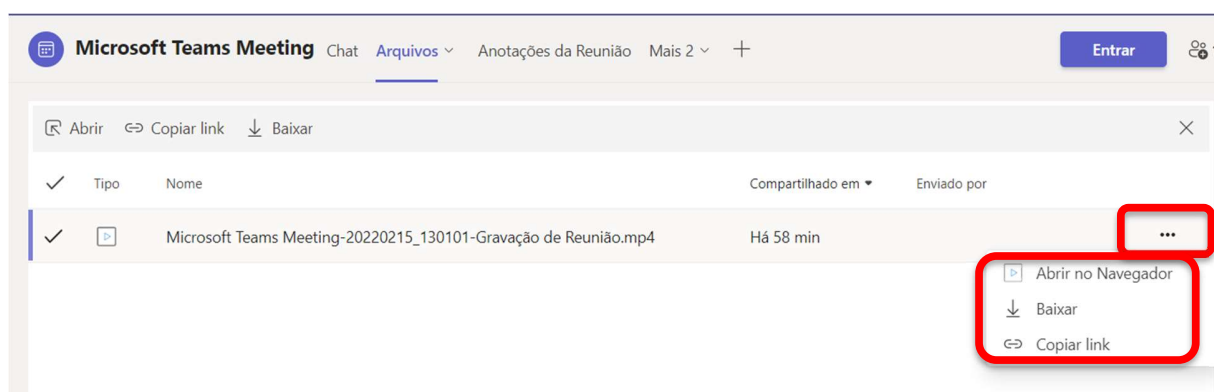 Microsoft Teams Meeting Chat Arquivos Anotações da Reunião Mais 2 Entrar
Abrir Copiar link Baixar
Tipo Nome Compartilhado em Enviado por
Microsoft Teams Meeting-20220215_130101-Gravação de Reunião.mp4 Há 58 min
Abrir no Navegador
Baixar
Copiar link